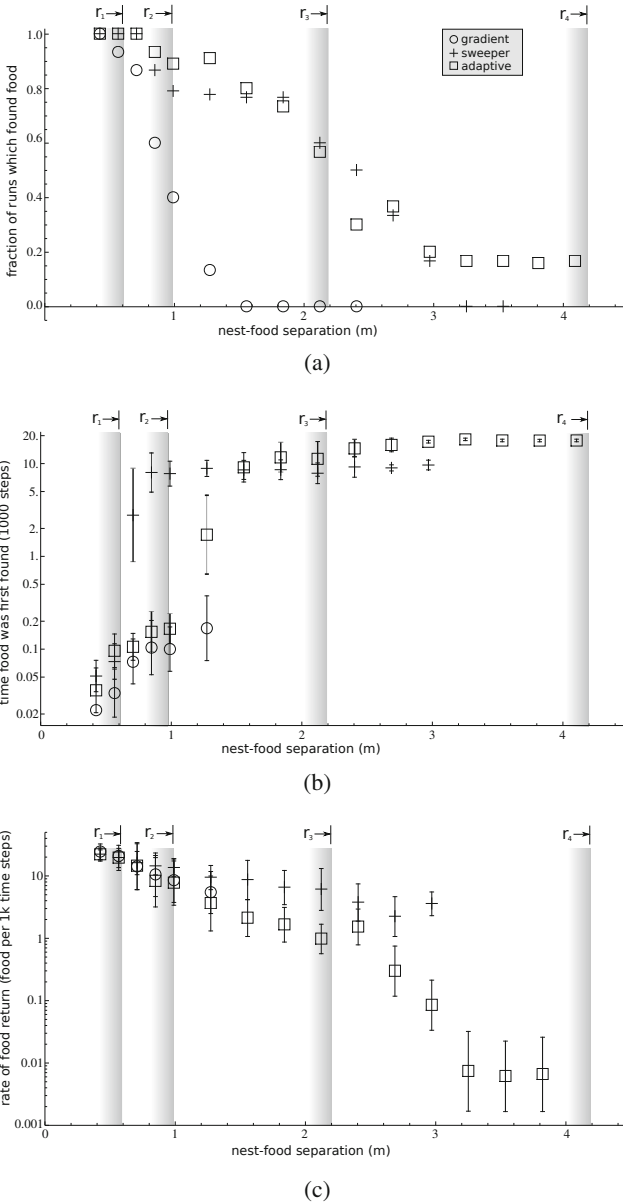 r₁ r₂ r₃ r₄
1.0
0.8
0.6
0.4
0.2
0.0
fraction of runs which found food
gradient
sweeper
adaptive
0 1 2 3 4
nest-food separation (m)
(a)
r₁ r₂ r₃ r₄
20.
10.
5.
2.
1.
0.5
0.2
0.1
0.05
0.02
time food was first found (1000 steps)
0 1 2 3 4
nest-food separation (m)
(b)
r₁ r₂ r₃ r₄
10
1
0.1
0.01
0.001
rate of food return (food per 1k time steps)
0 1 2 3 4
nest-food separation (m)
(c)